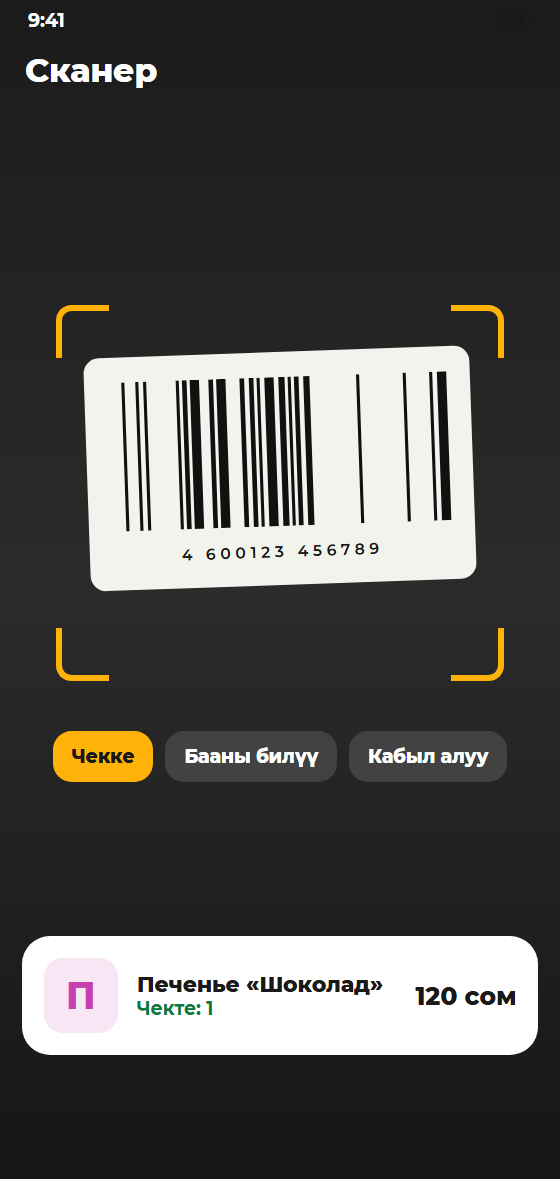 9:41
Сканер
4 600123 456789
Чекке
Бааны билүү
Кабыл алуу
П
Печенье «Шоколад»
Чекте: 1
120 сом